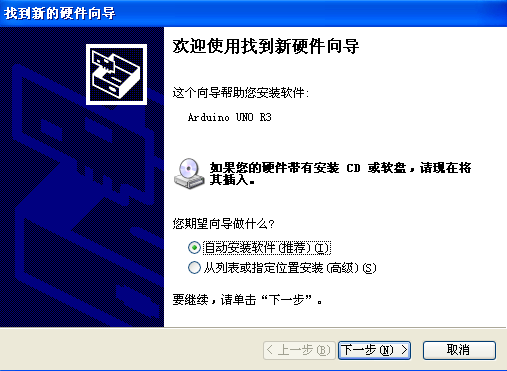 找到新的硬件向导
欢迎使用找到新硬件向导
这个向导帮助您安装软件:
Arduino UNO R3
如果您的硬件带有安装 CD 或软盘，请现在将
其插入。
您期望向导做什么?
自动安装软件(推荐)(I)
从列表或指定位置安装(高级)(S)
要继续，请单击“下一步”。
< 上一步(B) 下一步(N) > 取消